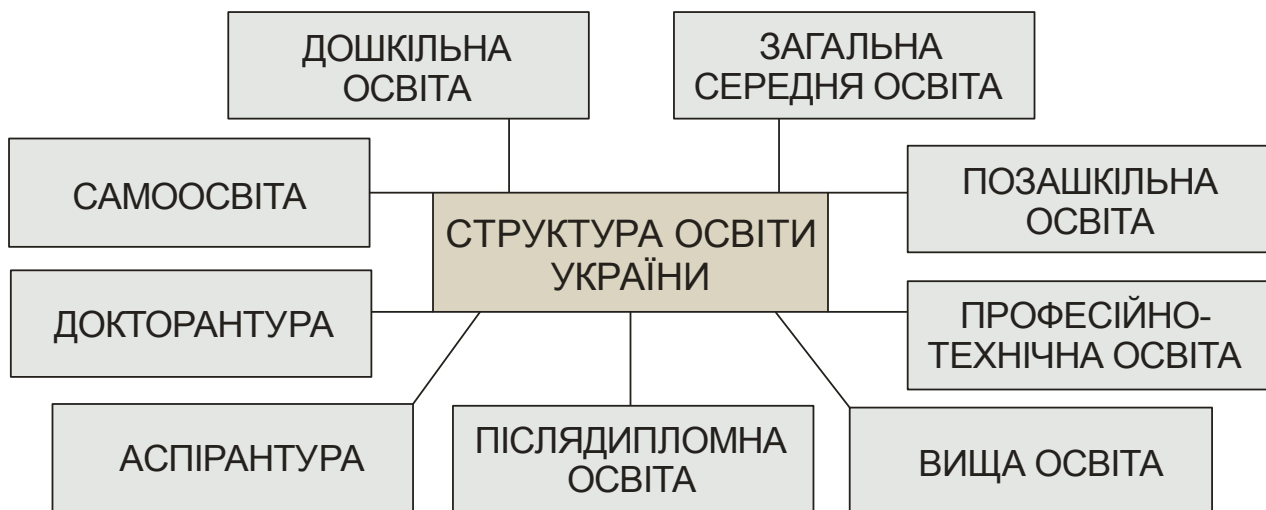 ДОШКІЛЬНА
ОСВІТА
ЗАГАЛЬНА
СЕРЕДНЯ ОСВІТА
САМООСВІТА
ПОЗАШКІЛЬНА
ОСВІТА
СТРУКТУРА ОСВІТИ
УКРАЇНИ
ДОКТОРАНТУРА
ПРОФЕСІЙНО-
ТЕХНІЧНА ОСВІТА
АСПІРАНТУРА
ПІСЛЯДИПЛОМНА
ОСВІТА
ВИЩА ОСВІТА